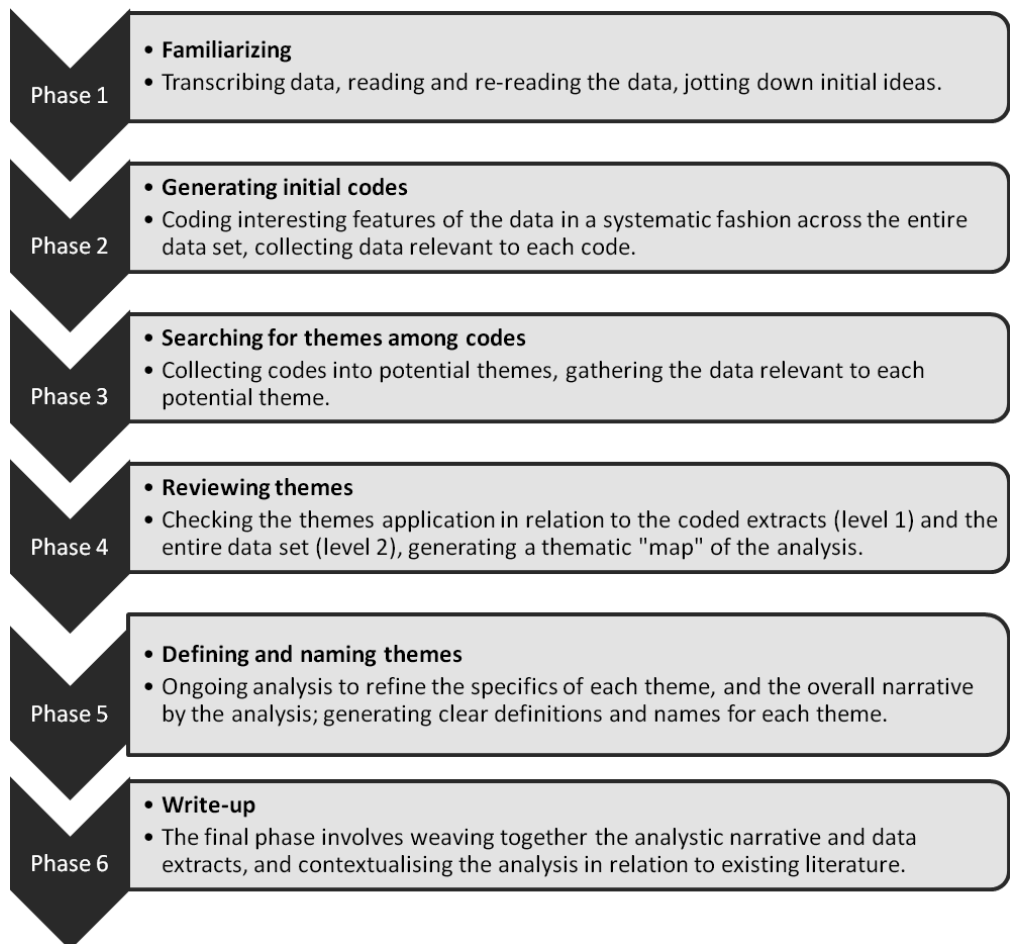 Phase 1
• Familiarizing
• Transcribing data, reading and re-reading the data, jotting down initial ideas.
Phase 2
• Generating initial codes
• Coding interesting features of the data in a systematic fashion across the entire
data set, collecting data relevant to each code.
Phase 3
• Searching for themes among codes
• Collecting codes into potential themes, gathering the data relevant to each
potential theme.
Phase 4
• Reviewing themes
• Checking the themes application in relation to the coded extracts (level 1) and the
entire data set (level 2), generating a thematic "map" of the analysis.
Phase 5
• Defining and naming themes
• Ongoing analysis to refine the specifics of each theme, and the overall narrative
by the analysis; generating clear definitions and names for each theme.
Phase 6
• Write-up
• The final phase involves weaving together the analystic narrative and data
extracts, and contextualising the analysis in relation to existing literature.